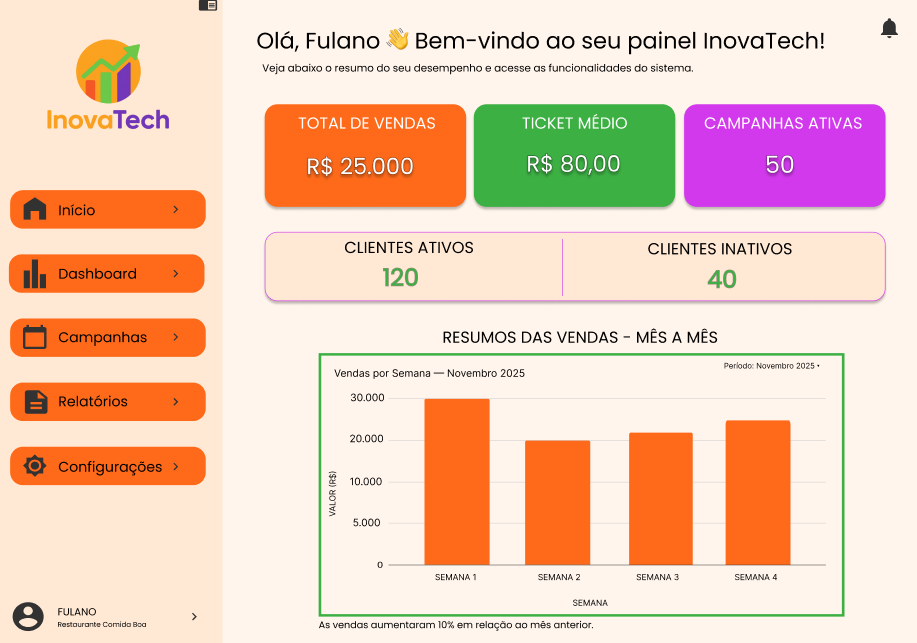 InovaTech
Início
Dashboard
Campanhas
Relatórios
Configurações
FULANO
Restaurante Comida Boa
Olá, Fulano 👋 Bem-vindo ao seu painel InovaTech!
Veja abaixo o resumo do seu desempenho e acesse as funcionalidades do sistema.
TOTAL DE VENDAS
R$ 25.000
TICKET MÉDIO
R$ 80,00
CAMPANHAS ATIVAS
50
CLIENTES ATIVOS
120
CLIENTES INATIVOS
40
RESUMOS DAS VENDAS - MÊS A MÊS
Período: Novembro 2025 •
Vendas por Semana — Novembro 2025
30.000
20.000
10.000
5.000
0
VALOR (R$)
SEMANA 1 SEMANA 2 SEMANA 3 SEMANA 4
SEMANA
As vendas aumentaram 10% em relação ao mês anterior.